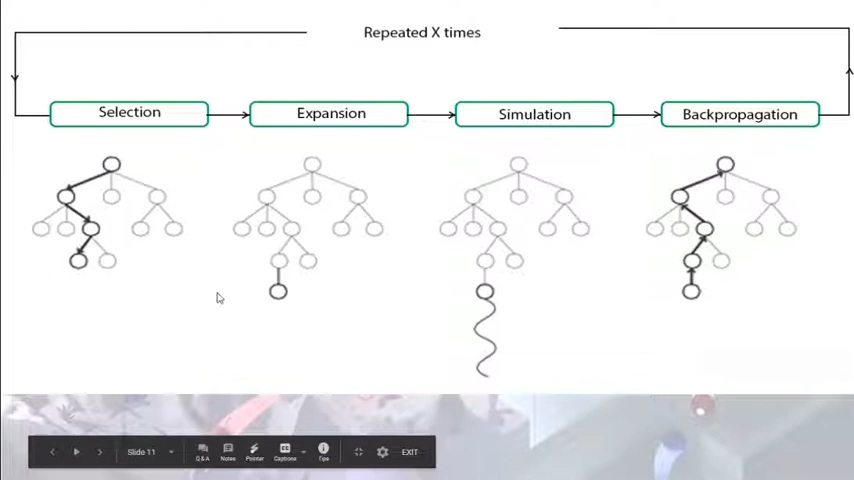 Repeated X times
Selection
Expansion
Simulation
Backpropagation
Slide 11
Q & A
Notes
Pointer
Captions
Tips
EXIT